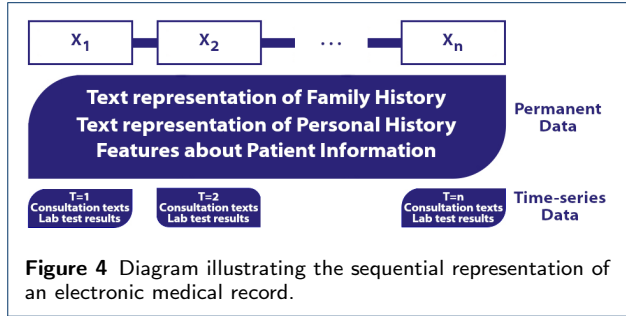 X1 X2 ... Xn
Text representation of Family History
Text representation of Personal History
Features about Patient Information
Permanent
Data
T=1
Consultation texts
Lab test results
T=2
Consultation texts
Lab test results
T=n
Consultation texts
Lab test results
Time-series
Data
Figure 4 Diagram illustrating the sequential representation of
an electronic medical record.